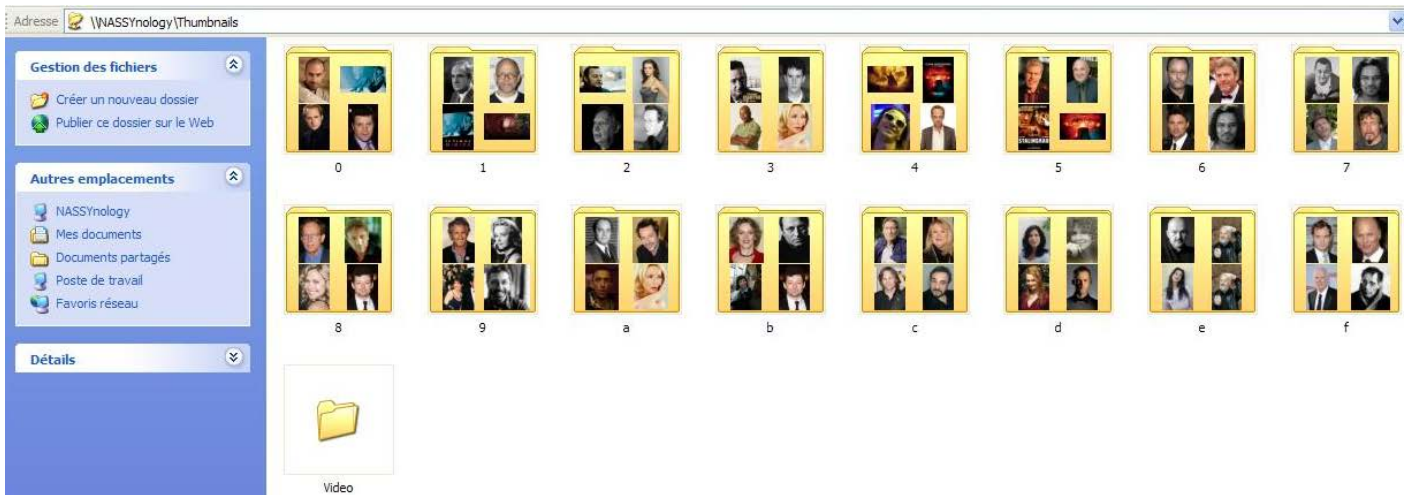 Adresse \\NASSYnology\Thumbnails
Gestion des fichiers
Créer un nouveau dossier
Publier ce dossier sur le Web
Autres emplacements
NASSYnology
Mes documents
Documents partagés
Poste de travail
Favoris réseau
Détails
0 1 2 3 4 5 6 7
8 9 a b c d e f
Video
STALINGRAD